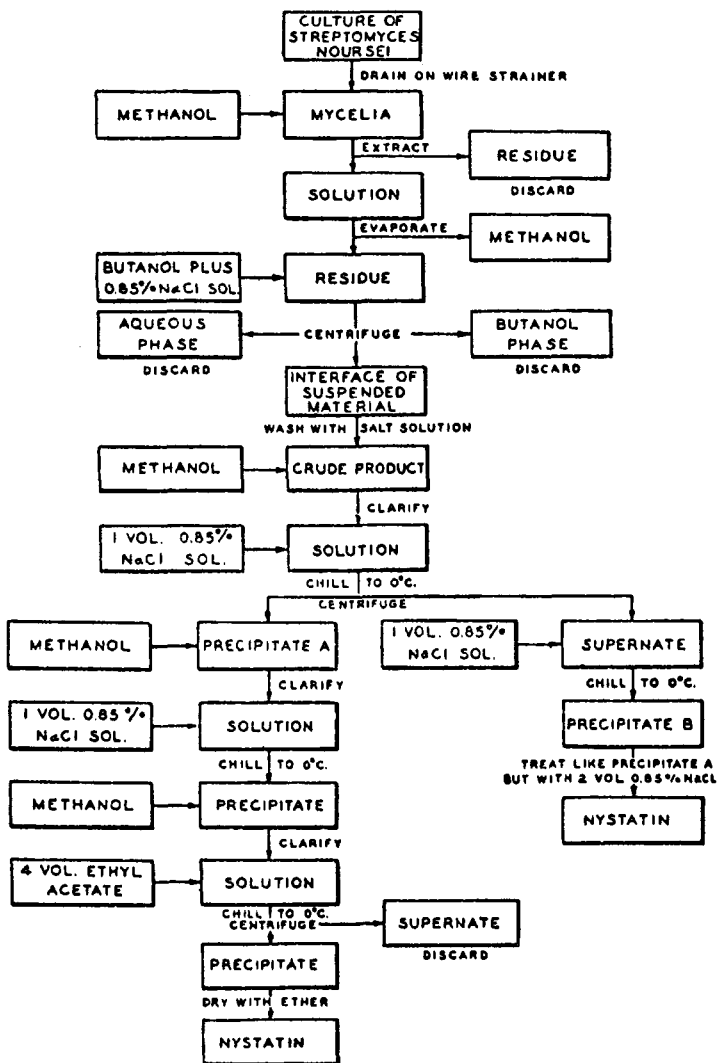 CULTURE OF
STREPTOMYCES
NOURSEI
DRAIN ON WIRE STRAINER
METHANOL
MYCELIA
EXTRACT
RESIDUE
DISCARD
SOLUTION
EVAPORATE
METHANOL
BUTANOL PLUS
0.85% NaCl SOL.
RESIDUE
AQUEOUS
PHASE
DISCARD
CENTRIFUGE
BUTANOL
PHASE
DISCARD
INTERFACE OF
SUSPENDED
MATERIAL
WASH WITH SALT SOLUTION
METHANOL
CRUDE PRODUCT
CLARIFY
1 VOL. 0.85%
NaCl SOL.
SOLUTION
CHILL TO 0°C.
CENTRIFUGE
METHANOL
PRECIPITATE A
CLARIFY
1 VOL. 0.85 %
NaCl SOL.
SOLUTION
CHILL TO 0°C.
METHANOL
PRECIPITATE
CLARIFY
4 VOL. ETHYL
ACETATE
SOLUTION
CHILL TO 0°C.
CENTRIFUGE
SUPERNATE
DISCARD
PRECIPITATE
DRY WITH ETHER
NYSTATIN
1 VOL. 0.85%
NaCl SOL.
SUPERNATE
CHILL TO 0°C.
PRECIPITATE B
TREAT LIKE PRECIPITATE A
BUT WITH 2 VOL 0.85% NaCl
NYSTATIN